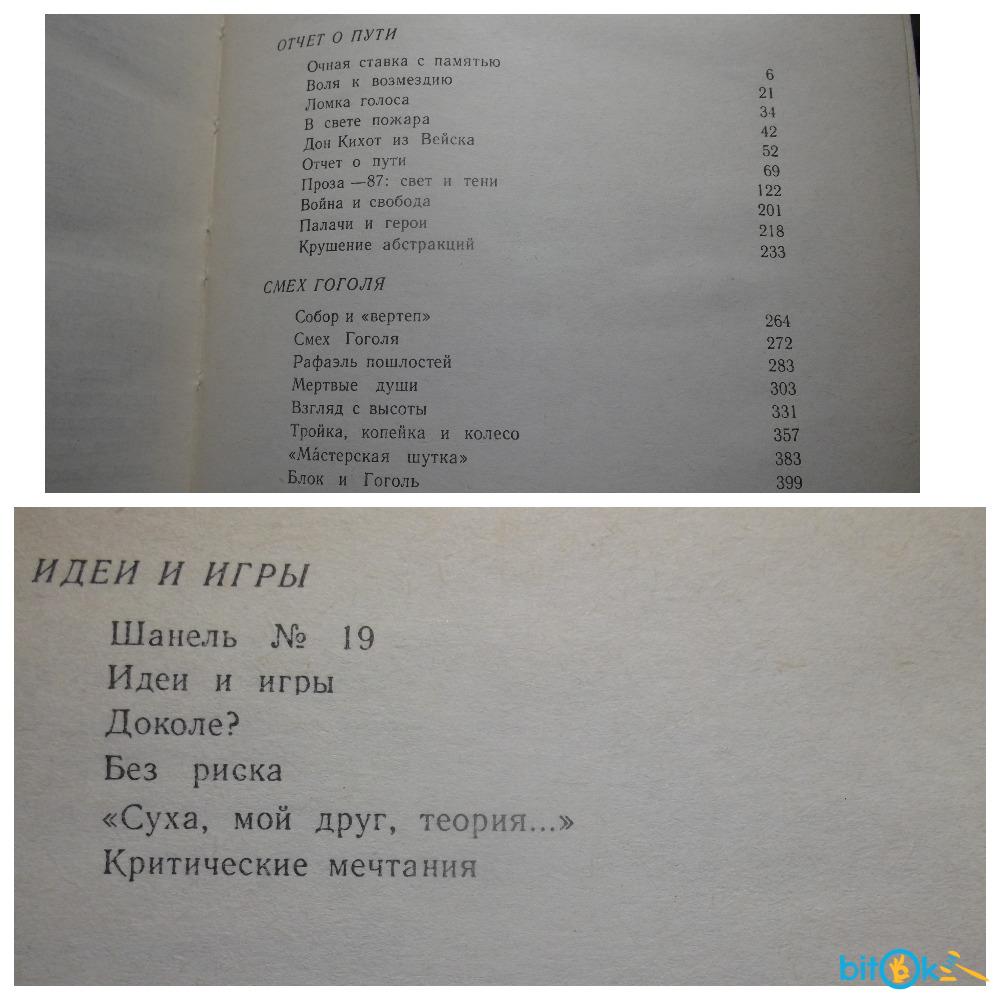 ОТЧЕТ О ПУТИ
Очная ставка с памятью 6
Воля к возмездию 21
Ломка голоса 34
В свете пожара 42
Дон Кихот из Вейска 52
Отчет о пути 69
Проза —87: свет и тени 122
Война и свобода 201
Палачи и герои 218
Крушение абстракций 233
СМЕХ ГОГОЛЯ
Собор и «вертеп» 264
Смех Гоголя 272
Рафаэль пошлостей 283
Мертвые души 303
Взгляд с высоты 331
Тройка, копейка и колесо 357
«Ма́стерская шутка» 383
Блок и Гоголь 399
ИДЕИ И ИГРЫ
Шанель № 19
Идеи и игры
Доколе?
Без риска
«Суха, мой друг, теория...»
Критические мечтания
bitok